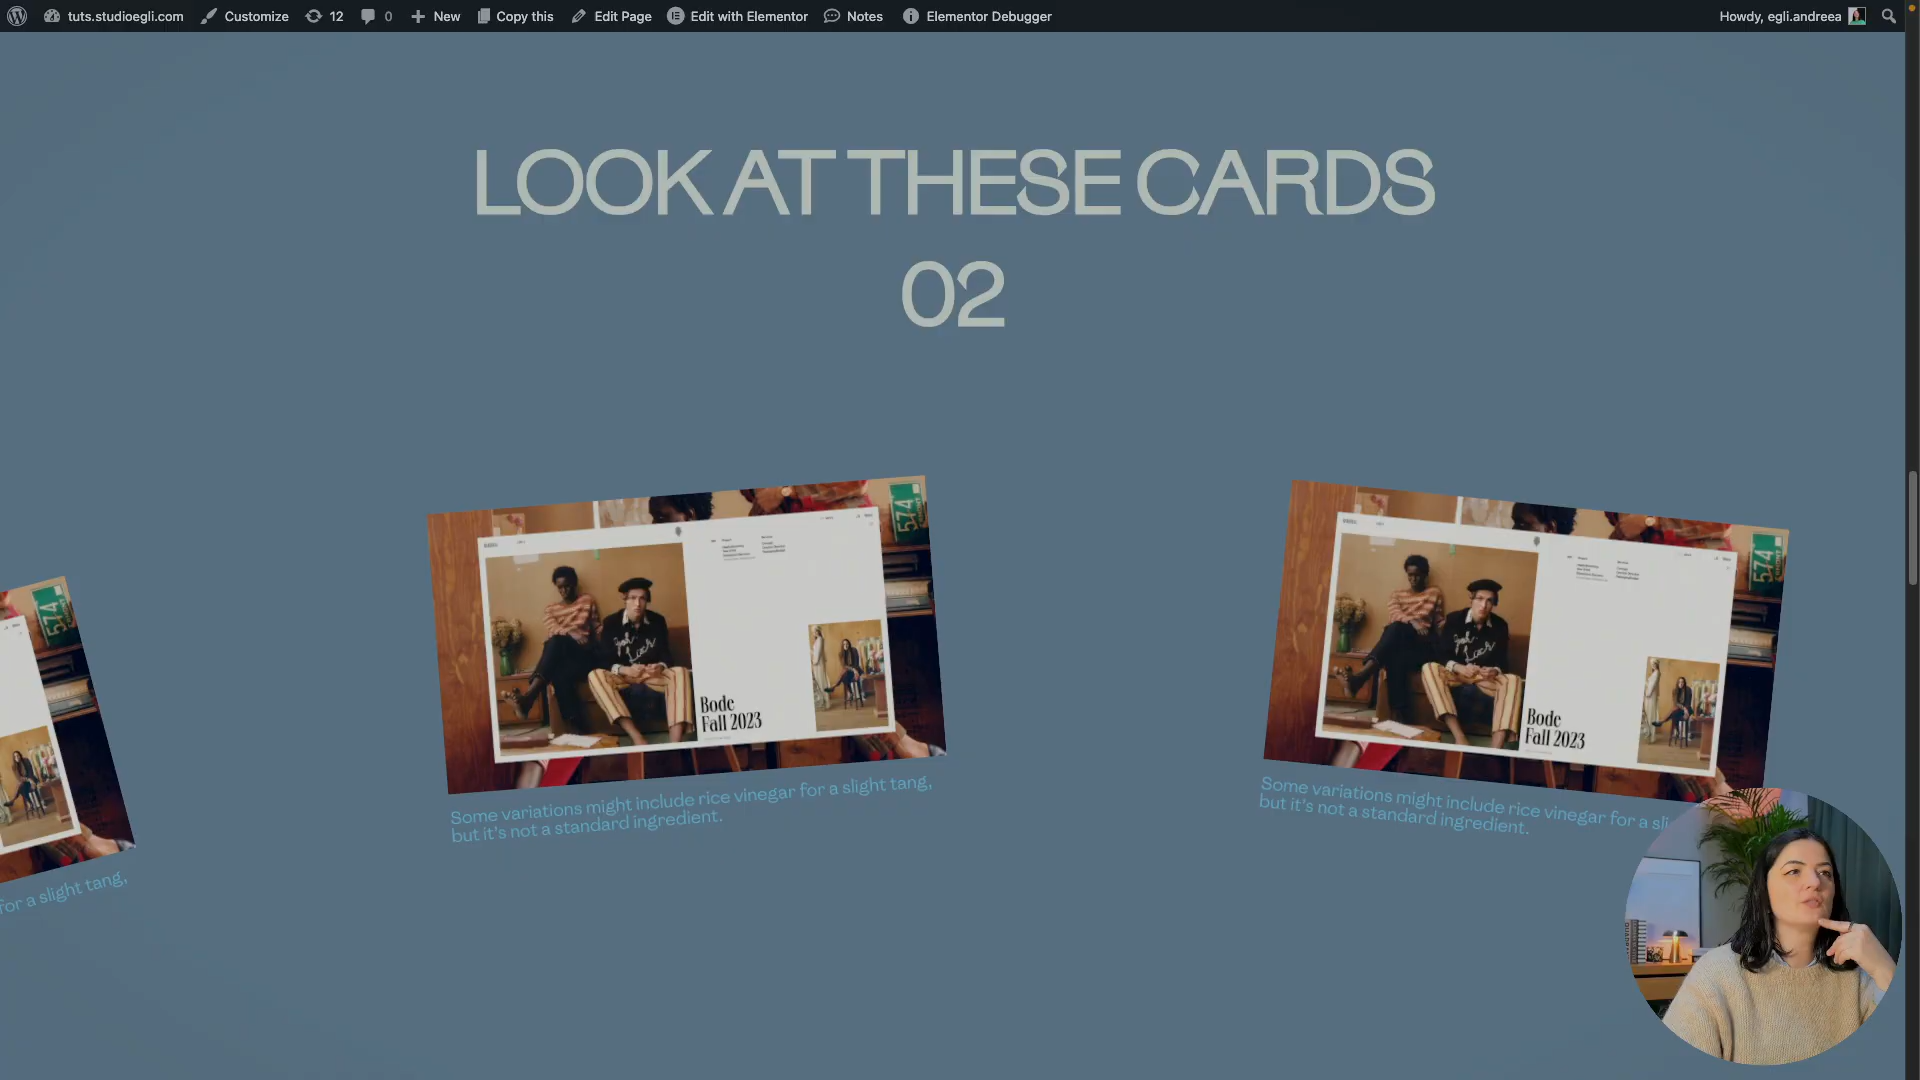 tuts.studioegli.com Customize 12 0 New Copy this Edit Page Edit with Elementor Notes Elementor Debugger Howdy, egli.andreea
LOOK AT THESE CARDS
02
574
Bode
Fall 2023
Some variations might include rice vinegar for a slight tang,
but it's not a standard ingredient.
574
Bode
Fall 2023
Some variations might include rice vinegar for a sli
but it's not a standard ingredient.
574
for a slight tang,